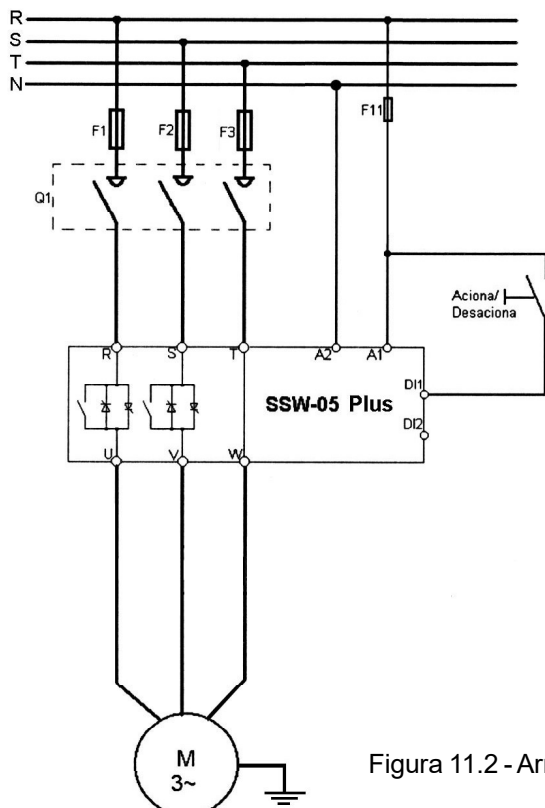 R
S
T
N
F1
F2
F3
F11
Q1
Aciona/
Desaciona
R
S
T
A2
A1
SSW-05 Plus
DI1
DI2
U
V
W
M
3~
Figura 11.2 - Ar